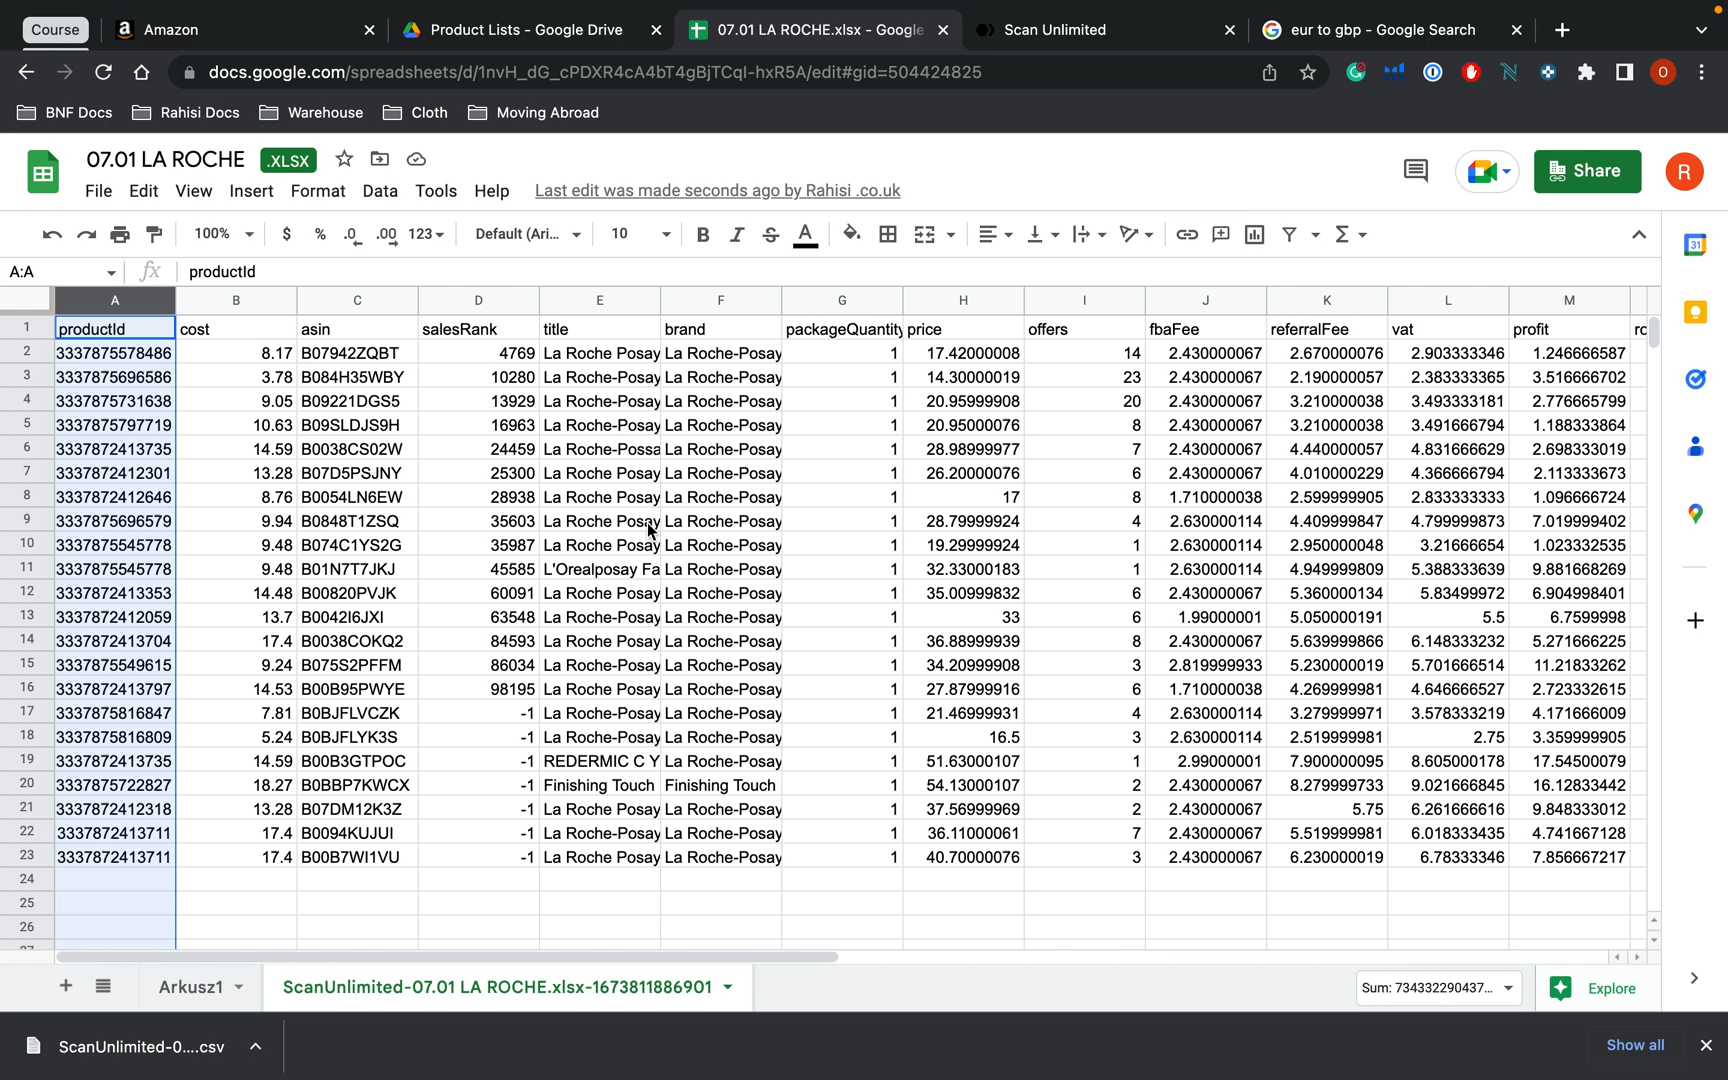 Course
Amazon
Product Lists - Google Drive
07.01 LA ROCHE.xlsx - Google
Scan Unlimited
eur to gbp - Google Search
docs.google.com/spreadsheets/d/1nvH_dG_cPDXR4cA4bT4gBjTCqI-hxR5A/edit#gid=504424825
O
BNF Docs
Rahisi Docs
Warehouse
Cloth
Moving Abroad
07.01 LA ROCHE .XLSX
Share
R
File Edit View Insert Format Data Tools Help Last edit was made seconds ago by Rahisi .co.uk
100% $ % .0 .00 123 Default (Ari... 10 B I S A
31
A:A fx productId
A B C D E F G H I J K L M
1 productId cost asin salesRank title brand packageQuantity price offers fbaFee referralFee vat profit ro
2 3337875578486 8.17 B07942ZQBT 4769 La Roche Posay La Roche-Posay 1 17.42000008 14 2.430000067 2.670000076 2.903333346 1.246666587
3 3337875696586 3.78 B084H35WBY 10280 La Roche-Posay La Roche-Posay 1 14.30000019 23 2.430000067 2.190000057 2.383333365 3.516666702
4 3337875731638 9.05 B09221DGS5 13929 La Roche-Posay La Roche-Posay 1 20.95999908 20 2.430000067 3.210000038 3.493333181 2.776665799
5 3337875797719 10.63 B09SLDJS9H 16963 La Roche-Posay La Roche-Posay 1 20.95000076 8 2.430000067 3.210000038 3.491666794 1.188333864
6 3337872413735 14.59 B0038CS02W 24459 La Roche-Possa La Roche-Posay 1 28.98999977 7 2.430000067 4.440000057 4.831666629 2.698333019
7 3337872412301 13.28 B07D5PSJNY 25300 La Roche Posay La Roche-Posay 1 26.20000076 6 2.430000067 4.010000229 4.366666794 2.113333673
8 3337872412646 8.76 B0054LN6EW 28938 La Roche Posay La Roche-Posay 1 17 8 1.710000038 2.599999905 2.833333333 1.096666724
9 3337875696579 9.94 B0848T1ZSQ 35603 La Roche Posay La Roche-Posay 1 28.79999924 4 2.630000114 4.409999847 4.799999873 7.019999402
10 3337875545778 9.48 B074C1YS2G 35987 La Roche Posay La Roche-Posay 1 19.29999924 1 2.630000114 2.950000048 3.21666654 1.023332535
11 3337875545778 9.48 B01N7T7JKJ 45585 L'Orealposay Fa La Roche-Posay 1 32.33000183 1 2.630000114 4.949999809 5.388333639 9.881668269
12 3337872413353 14.48 B00820PVJK 60091 La Roche Posay La Roche-Posay 1 35.00999832 6 2.430000067 5.360000134 5.83499972 6.904998401
13 3337872412059 13.7 B0042I6JXI 63548 La Roche-Posay La Roche-Posay 1 33 6 1.99000001 5.050000191 5.5 6.7599998
14 3337872413704 17.4 B0038COKQ2 84593 La Roche-Posay La Roche-Posay 1 36.88999939 8 2.430000067 5.639999866 6.148333232 5.271666225
15 3337875549615 9.24 B075S2PFFM 86034 La Roche-Posay La Roche-Posay 1 34.20999908 3 2.819999933 5.230000019 5.701666514 11.21833262
16 3337872413797 14.53 B00B95PWYE 98195 La Roche Posay La Roche-Posay 1 27.87999916 6 1.710000038 4.269999981 4.646666527 2.723332615
17 3337875816847 7.81 B0BJFLVCZK -1 La Roche-Posay La Roche-Posay 1 21.46999931 4 2.630000114 3.279999971 3.578333219 4.171666009
18 3337875816809 5.24 B0BJFLYK3S -1 La Roche-Posay La Roche-Posay 1 16.5 3 2.630000114 2.519999981 2.75 3.359999905
19 3337872413735 14.59 B00B3GTPOC -1 REDERMIC C Y La Roche-Posay 1 51.63000107 1 2.99000001 7.900000095 8.605000178 17.54500079
20 3337875722827 18.27 B0BBP7KWCX -1 Finishing Touch Finishing Touch 1 54.13000107 2 2.430000067 8.279999733 9.021666845 16.12833442
21 3337872412318 13.28 B07DM12K3Z -1 La Roche Posay La Roche-Posay 1 37.56999969 2 2.430000067 5.75 6.261666616 9.848333012
22 3337872413711 17.4 B0094KUJUI -1 La Roche-Posay La Roche-Posay 1 36.11000061 7 2.430000067 5.519999981 6.018333435 4.741667128
23 3337872413711 17.4 B00B7WI1VU -1 La Roche Posay La Roche-Posay 1 40.70000076 3 2.430000067 6.230000019 6.78333346 7.856667217
24
25
26
27
Arkusz1
ScanUnlimited-07.01 LA ROCHE.xlsx-1673811886901
Sum: 734332290437...
Explore
ScanUnlimited-0....csv
Show all